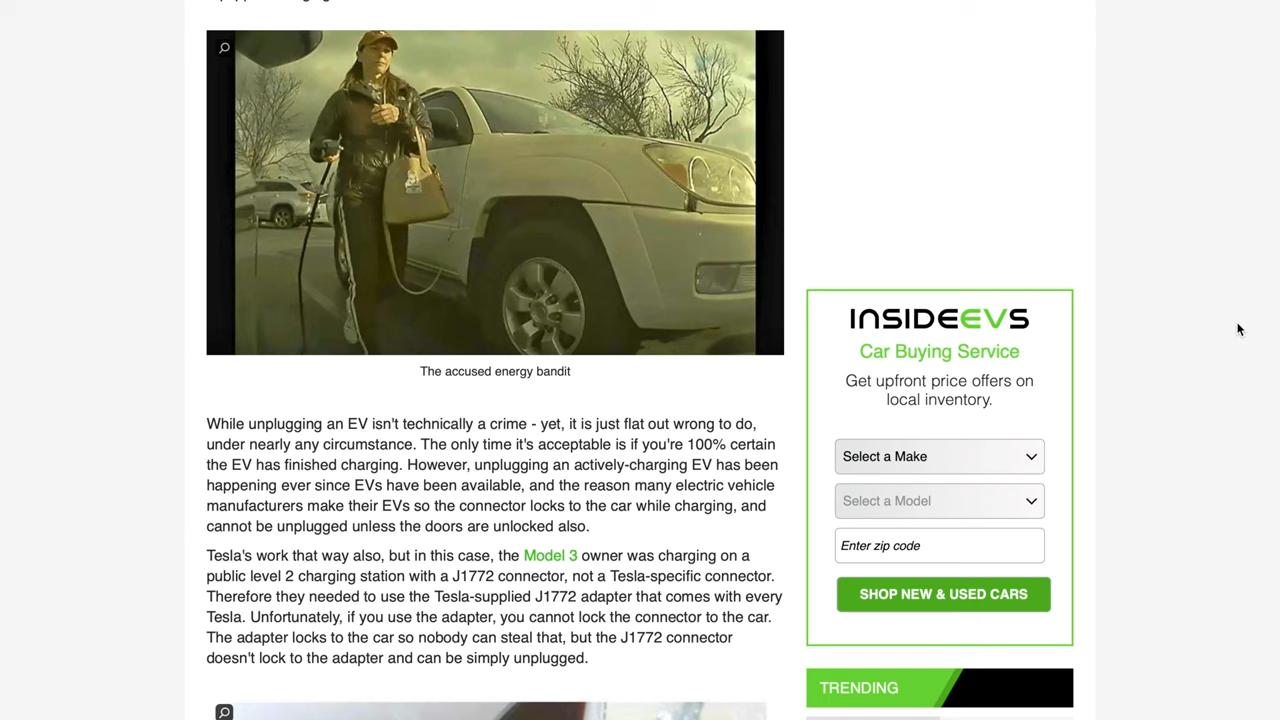 The accused energy bandit
While unplugging an EV isn't technically a crime - yet, it is just flat out wrong to do,
under nearly any circumstance. The only time it's acceptable is if you're 100% certain
the EV has finished charging. However, unplugging an actively-charging EV has been
happening ever since EVs have been available, and the reason many electric vehicle
manufacturers make their EVs so the connector locks to the car while charging, and
cannot be unplugged unless the doors are unlocked also.
Tesla's work that way also, but in this case, the Model 3 owner was charging on a
public level 2 charging station with a J1772 connector, not a Tesla-specific connector.
Therefore they needed to use the Tesla-supplied J1772 adapter that comes with every
Tesla. Unfortunately, if you use the adapter, you cannot lock the connector to the car.
The adapter locks to the car so nobody can steal that, but the J1772 connector
doesn't lock to the adapter and can be simply unplugged.
INSIDEEVS
Car Buying Service
Get upfront price offers on
local inventory.
Select a Make
Select a Model
Enter zip code
SHOP NEW & USED CARS
TRENDING